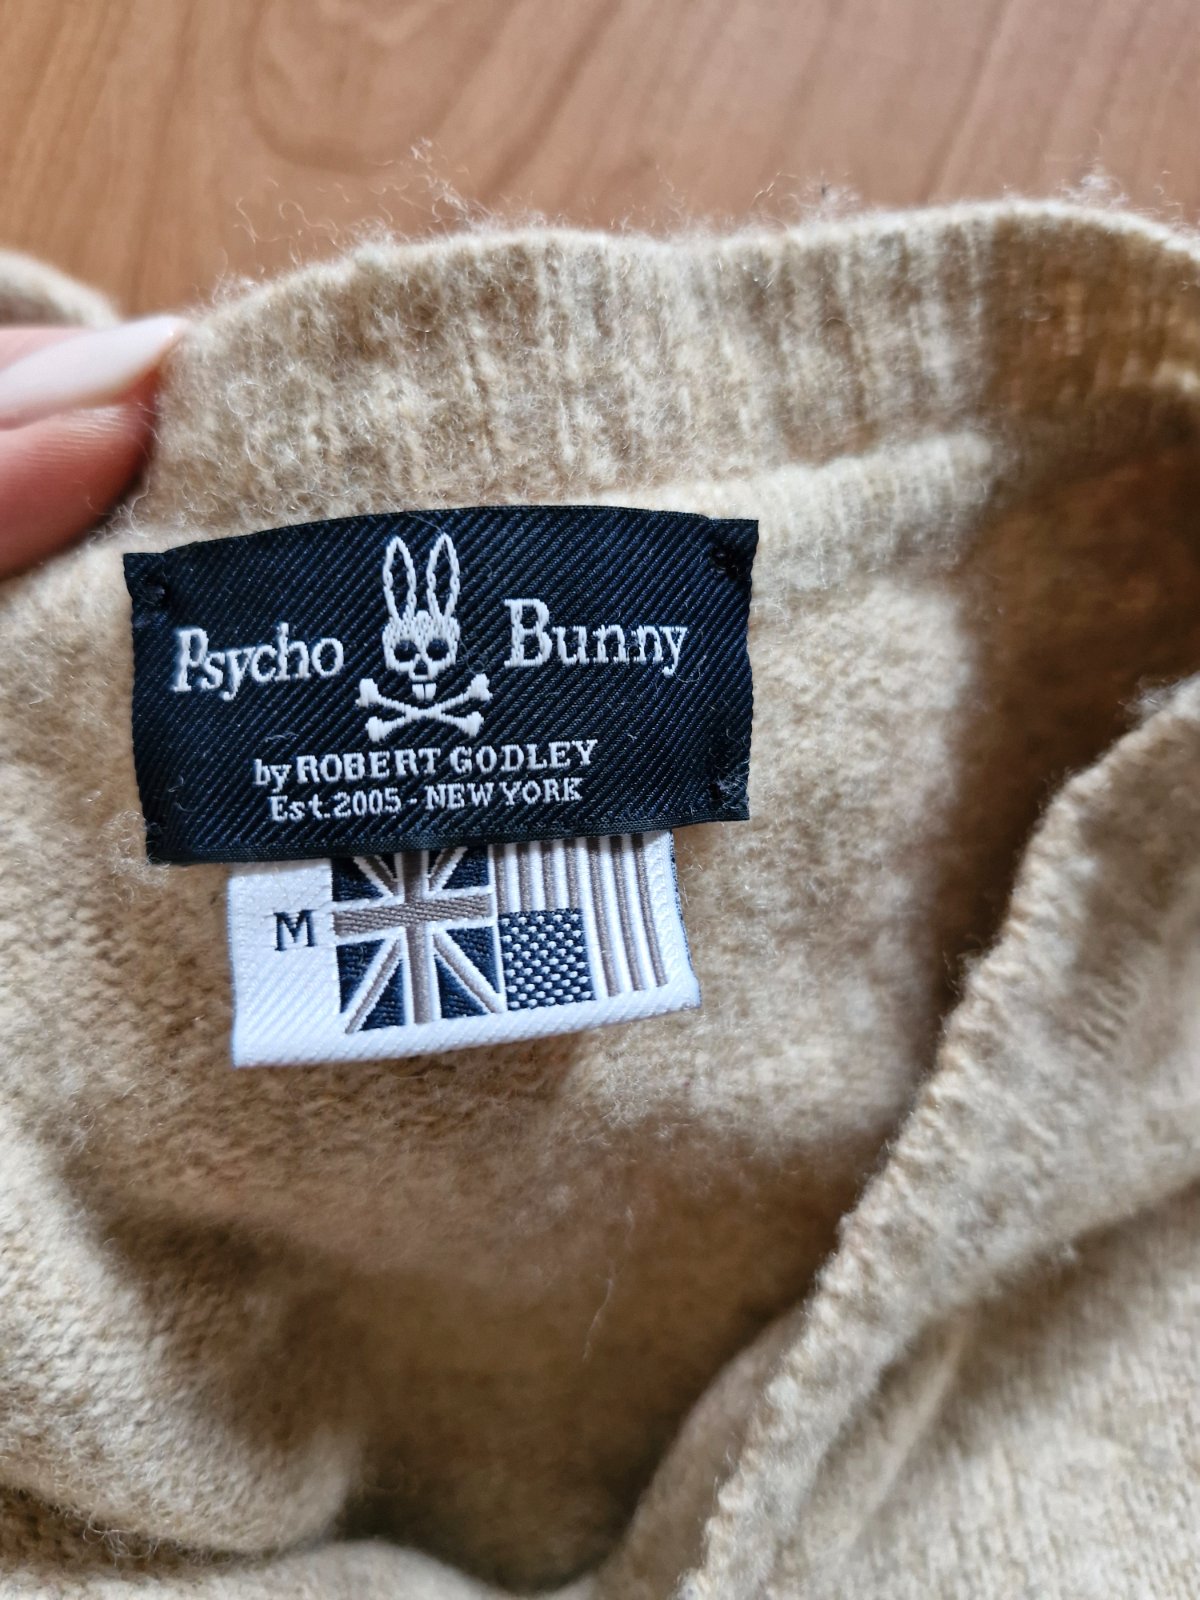 Psycho Bunny
by ROBERT GODLEY
Est.2005-NEW YORK
M